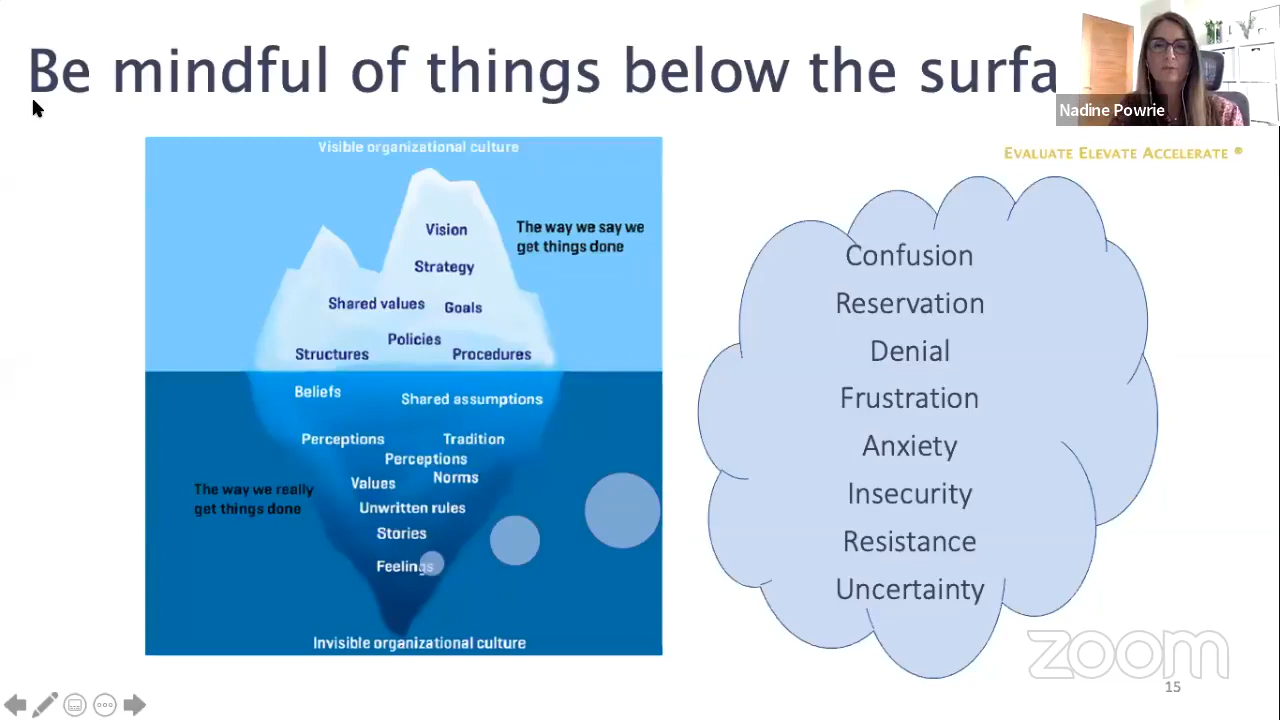 Be mindful of things below the surfa
Nadine Powrie
EVALUATE ELEVATE ACCELERATE ®
Visible organizational culture
Vision
The way we say we
get things done
Strategy
Shared values
Goals
Policies
Structures
Procedures
Beliefs
Shared assumptions
Perceptions
Tradition
Perceptions
Values
Norms
The way we really
get things done
Unwritten rules
Stories
Feelings
Invisible organizational culture
Confusion
Reservation
Denial
Frustration
Anxiety
Insecurity
Resistance
Uncertainty
zoom
15